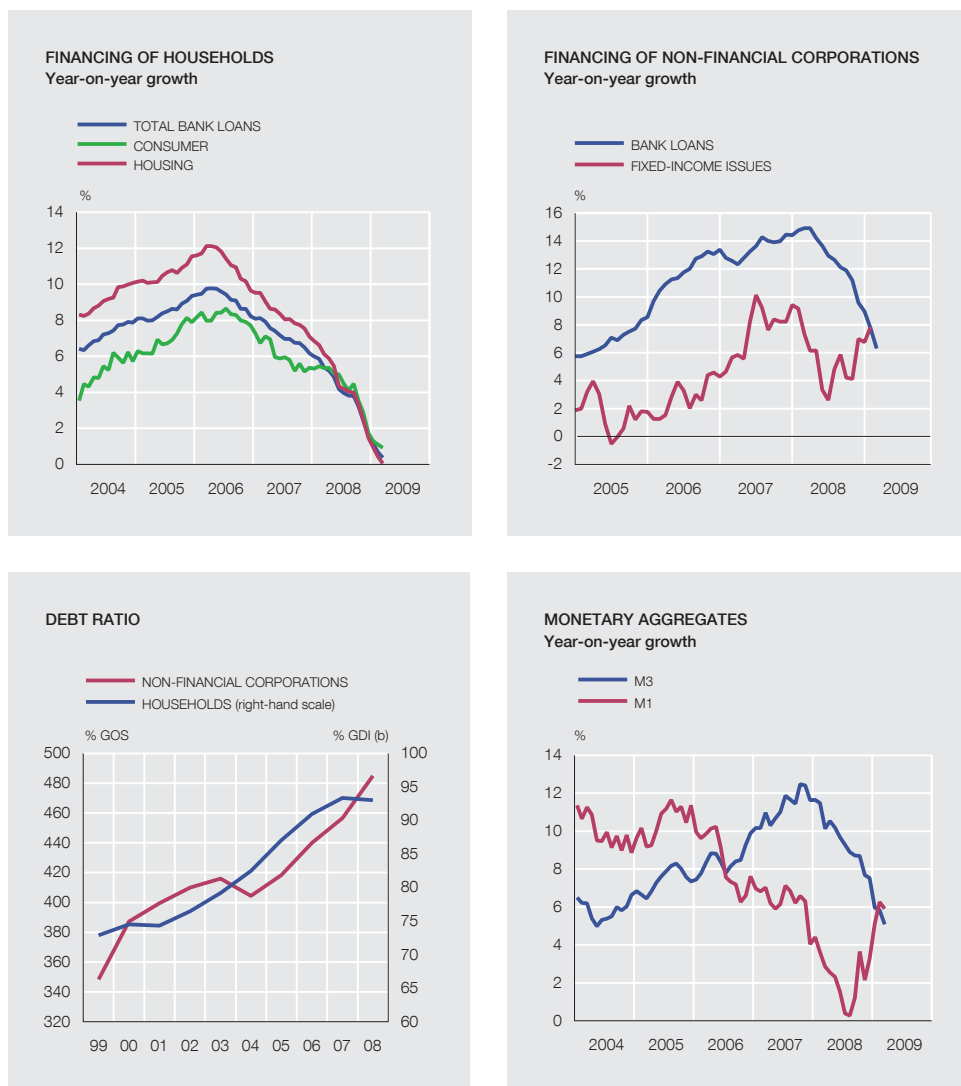 FINANCING OF HOUSEHOLDS
Year-on-year growth
TOTAL BANK LOANS
CONSUMER
HOUSING
%
14
12
10
8
6
4
2
0
2004 2005 2006 2007 2008 2009
FINANCING OF NON-FINANCIAL CORPORATIONS
Year-on-year growth
BANK LOANS
FIXED-INCOME ISSUES
%
16
14
12
10
8
6
4
2
0
-2
2005 2006 2007 2008 2009
DEBT RATIO
NON-FINANCIAL CORPORATIONS
HOUSEHOLDS (right-hand scale)
% GOS % GDI (b)
500 100
480 95
460 90
440 85
420 80
400 75
380 70
360 65
340 60
320
99 00 01 02 03 04 05 06 07 08
MONETARY AGGREGATES
Year-on-year growth
M3
M1
%
14
12
10
8
6
4
2
0
2004 2005 2006 2007 2008 2009